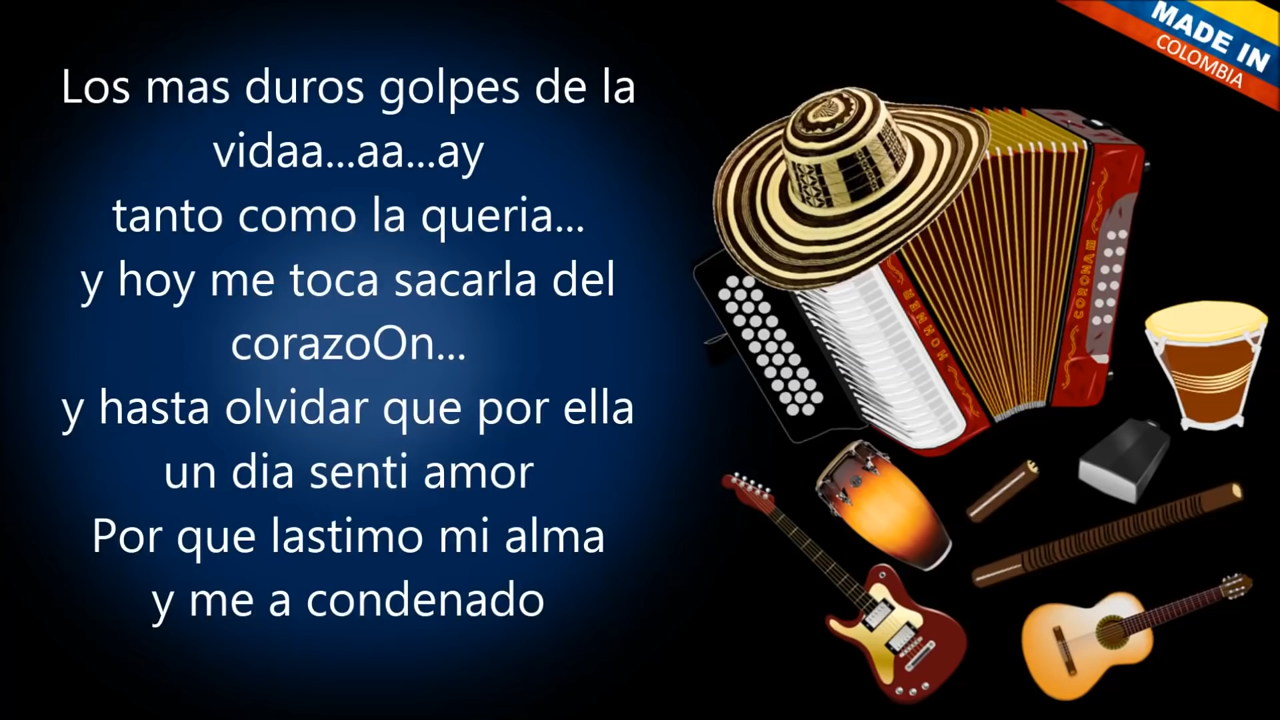 Los mas duros golpes de la
vidaa...aa...ay
tanto como la queria...
y hoy me toca sacarla del
corazoOn...
y hasta olvidar que por ella
un dia senti amor
Por que lastimo mi alma
y me a condenado
MADE IN
COLOMBIA
HOHNER
CORONA III